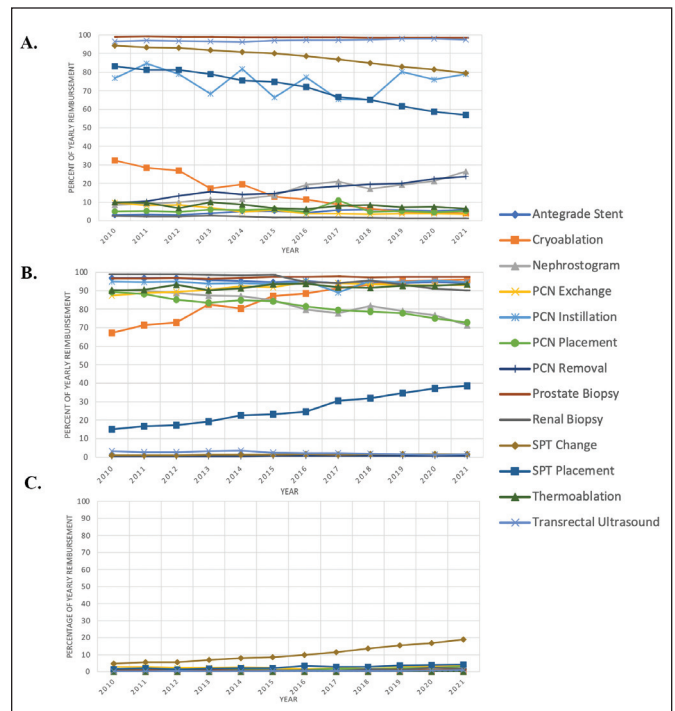 A.
PERCENT OF YEARLY REIMBURSEMENT
100
90
80
70
60
50
40
30
20
10
0
2010 2011 2012 2013 2014 2015 2016 2017 2018 2019 2020 2021
YEAR
B.
PERCENT OF YEARLY REIMBURSEMENT
100
90
80
70
60
50
40
30
20
10
0
2010 2011 2012 2013 2014 2015 2016 2017 2018 2019 2020 2021
YEAR
C.
PERCENTAGE OF YEARLY REIMBURSEMENT
100
90
80
70
60
50
40
30
20
10
0
2010 2011 2012 2013 2014 2015 2016 2017 2018 2019 2020 2021
YEAR
Antegrade Stent
Cryoablation
Nephrostogram
PCN Exchange
PCN Instillation
PCN Placement
PCN Removal
Prostate Biopsy
Renal Biopsy
SPT Change
SPT Placement
Thermoablation
Transrectal Ultrasound